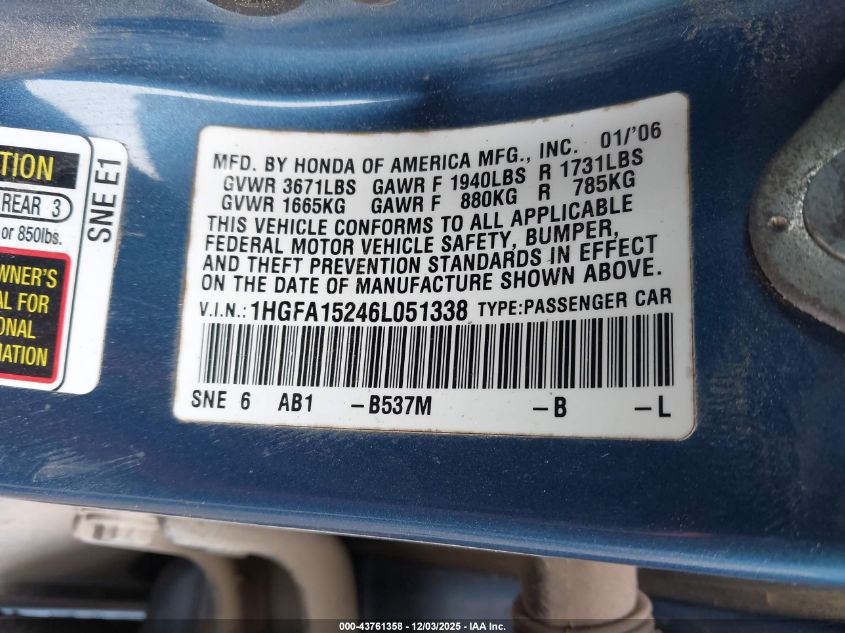 TION
REAR 3
or 850lbs.
WNER'S
AL FOR
ONAL
MATION
SNE E1
MFD. BY HONDA OF AMERICA MFG., INC. 01/'06
GVWR 3671LBS GAWR F 1940LBS R 1731LBS
GVWR 1665KG GAWR F 880KG R 785KG
THIS VEHICLE CONFORMS TO ALL APPLICABLE
FEDERAL MOTOR VEHICLE SAFETY, BUMPER,
AND THEFT PREVENTION STANDARDS IN EFFECT
ON THE DATE OF MANUFACTURE SHOWN ABOVE.
V.I.N.: 1HGFA15246L051338 TYPE:PASSENGER CAR
SNE 6 AB1 -B537M -B -L
000-43761358 - 12/03/2025 - IAA Inc.